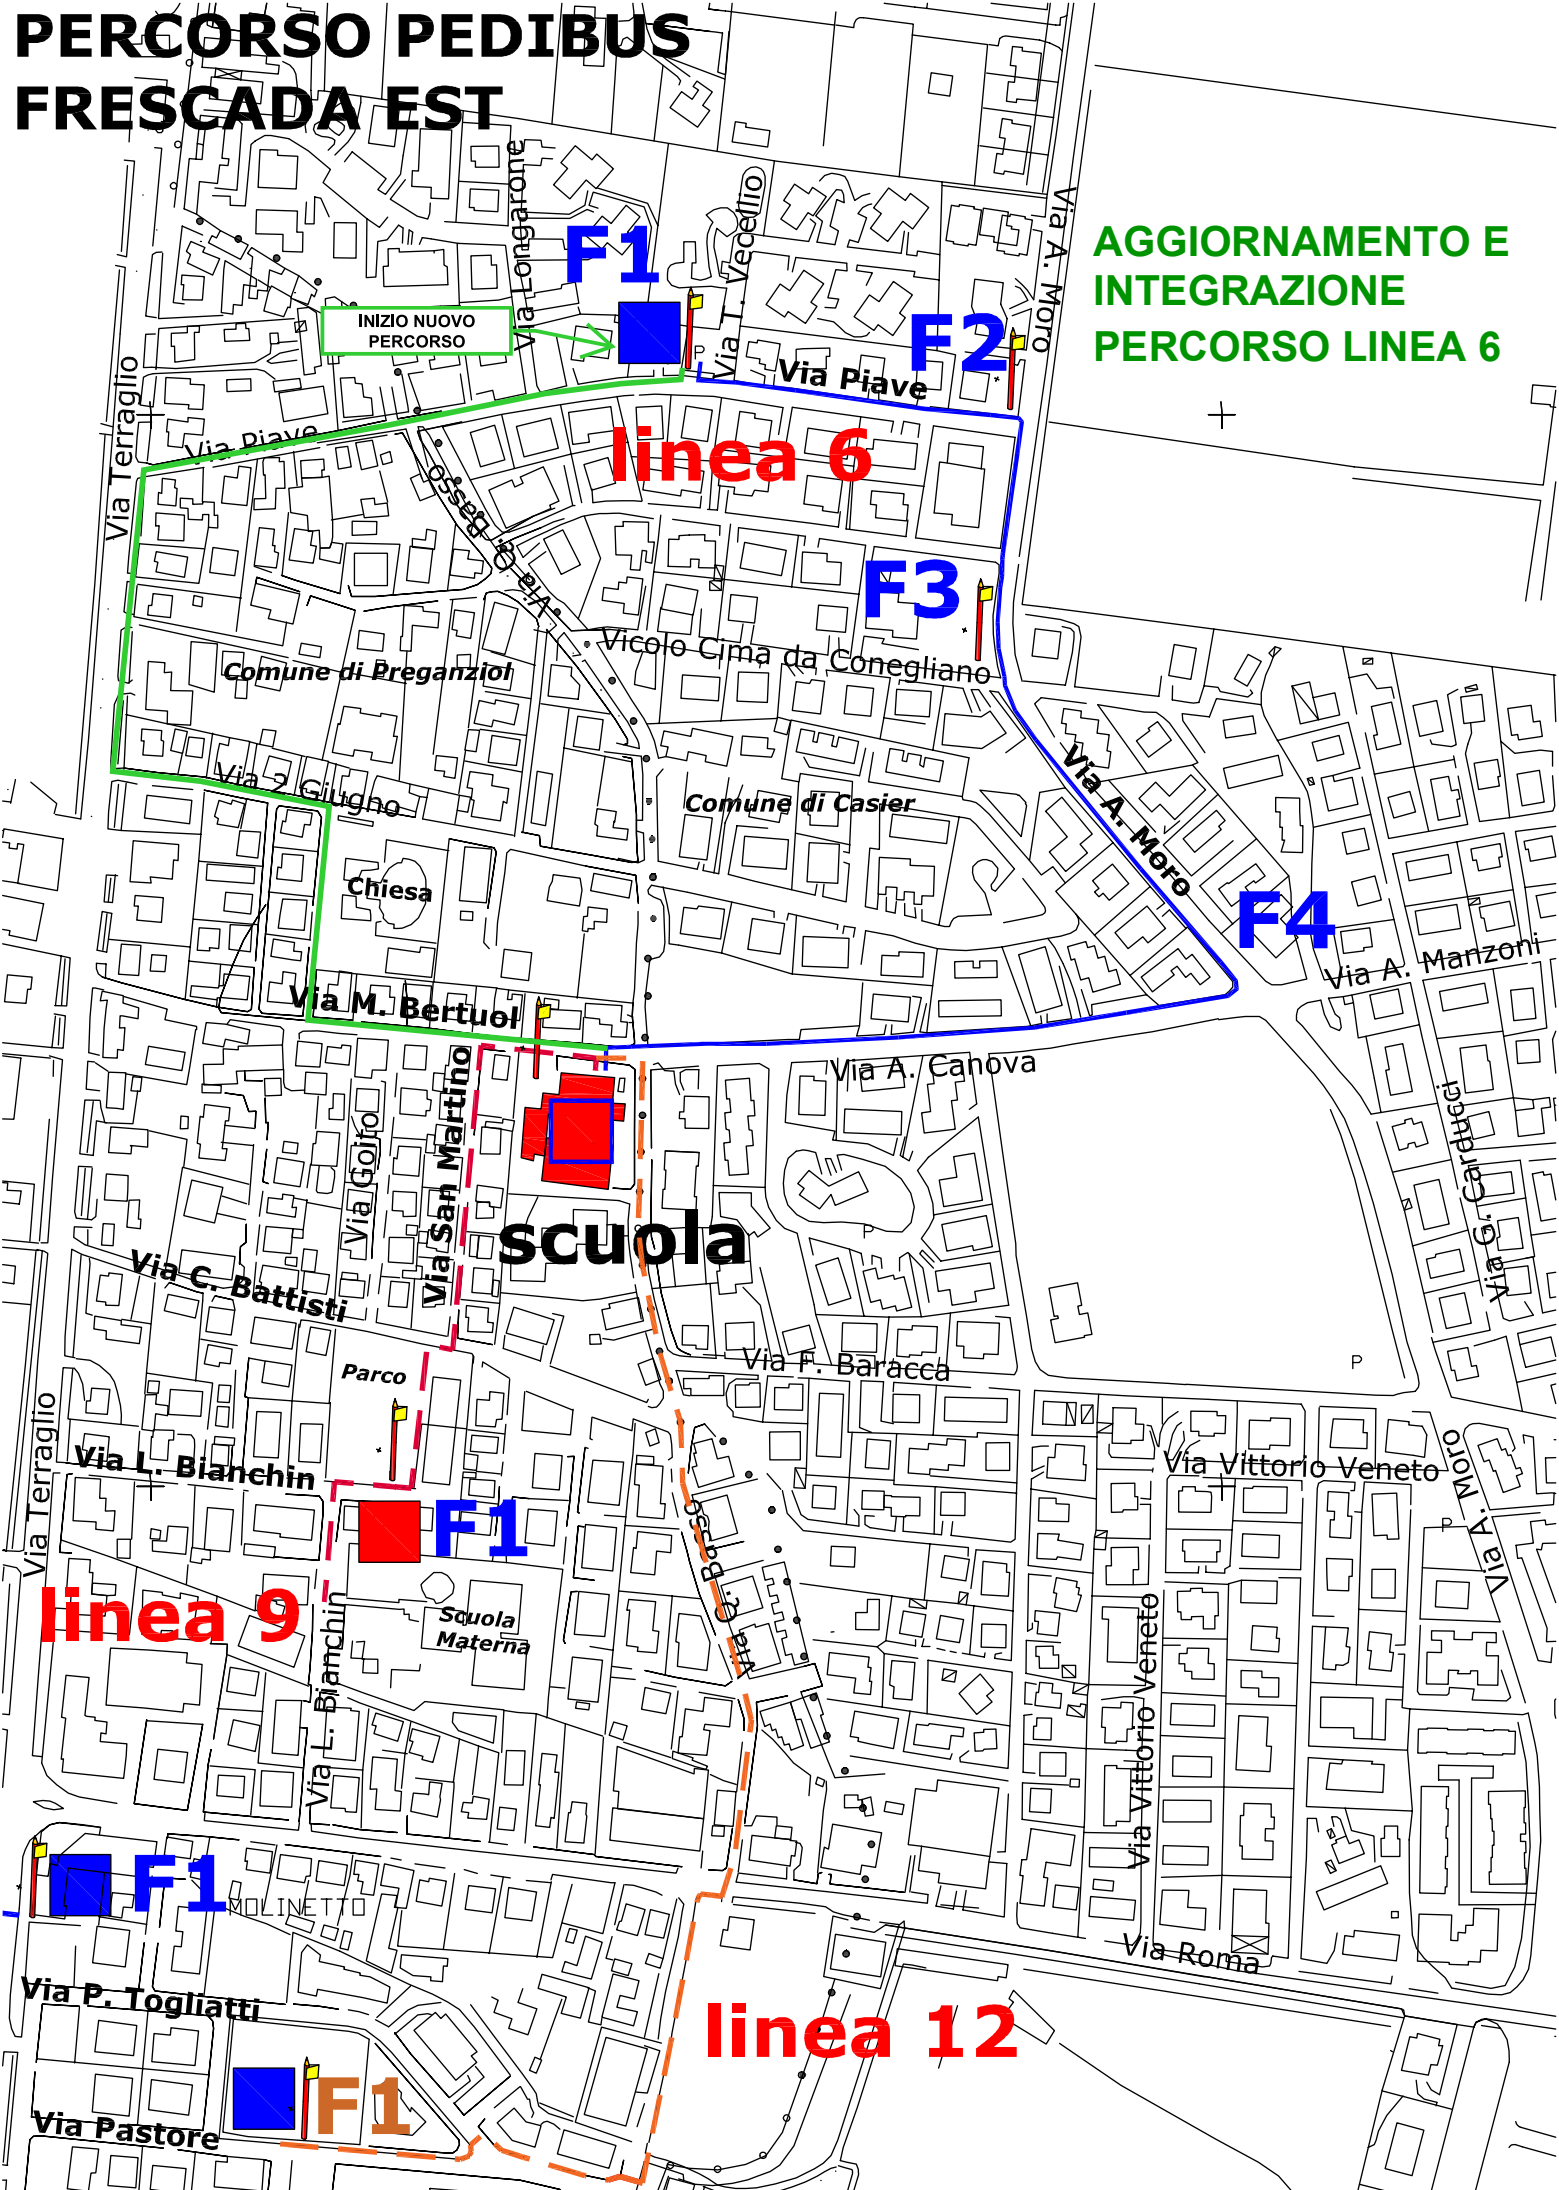 PERCORSO PEDIBUS
FRESCADA EST
AGGIORNAMENTO E
INTEGRAZIONE
PERCORSO LINEA 6
INIZIO NUOVO
PERCORSO
Via Longarone
F1
Via T. Vecellio
P
Via A. Moro
F2
Via Piave
Via Piave
Via Terraglio
linea 6
Via G. Basso
F3
Vicolo Cima da Conegliano
Comune di Preganziol
Via 2 Giugno
Comune di Casier
Via A. Moro
Chiesa
F4
Via A. Manzoni
Via M. Bertuol
Via A. Canova
Via San Martino
Via Goito
Via G. Carducci
scuola
P
Via C. Battisti
Via F. Baracca
P
Parco
Via Terraglio
Via L. Bianchin
Via Vittorio Veneto
Via A. Moro
P
F1
Via G. Basso
linea 9
Scuola
Materna
Via L. Bianchin
Via Vittorio Veneto
F1
MOLINETTO
Via Roma
Via P. Togliatti
linea 12
F1
Via Pastore